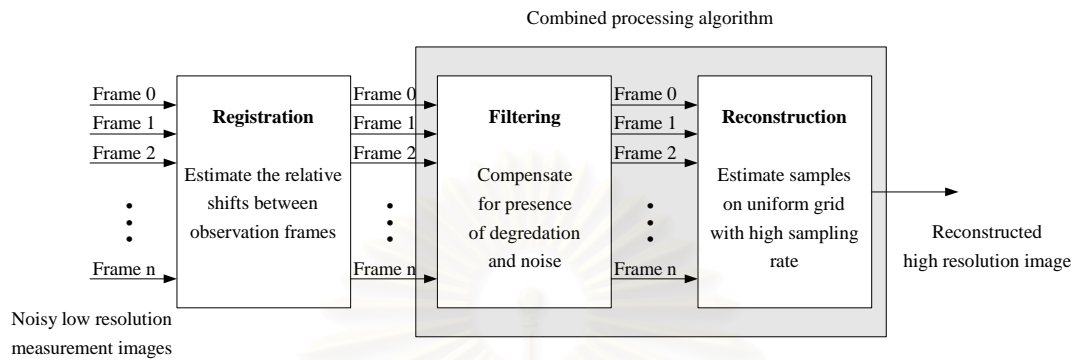 Combined processing algorithm
Frame 0
Frame 1
Frame 2
Frame n
Noisy low resolution
measurement images
Registration
Estimate the relative
shifts between
observation frames
Frame 0
Frame 1
Frame 2
Frame n
Filtering
Compensate
for presence
of degredation
and noise
Frame 0
Frame 1
Frame 2
Frame n
Reconstruction
Estimate samples
on uniform grid
with high sampling
rate
Reconstructed
high resolution image